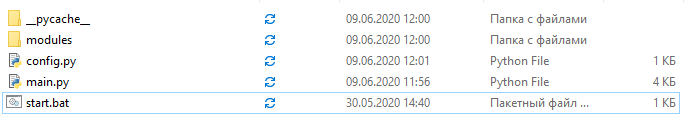 __pycache__ 09.06.2020 12:00 Папка с файлами
modules 09.06.2020 12:00 Папка с файлами
config.py 09.06.2020 12:01 Python File 1 КБ
main.py 09.06.2020 11:56 Python File 4 КБ
start.bat 30.05.2020 14:40 Пакетный файл ... 1 КБ